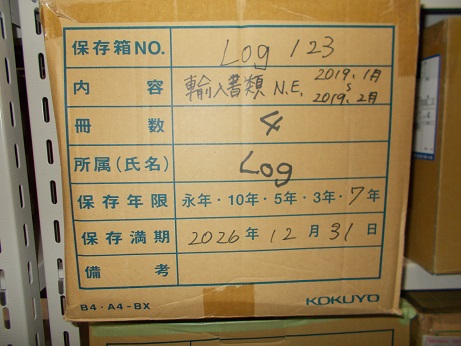 保存箱NO. Log 123
内容 輸入書類 N.E. 2019.1月
〜
2019.2月
冊数 4
所属(氏名) Log
保存年限 永年・10年・5年・3年・7年
保存満期 2026年12月31日
備考
B4・A4-BX KOKUYO